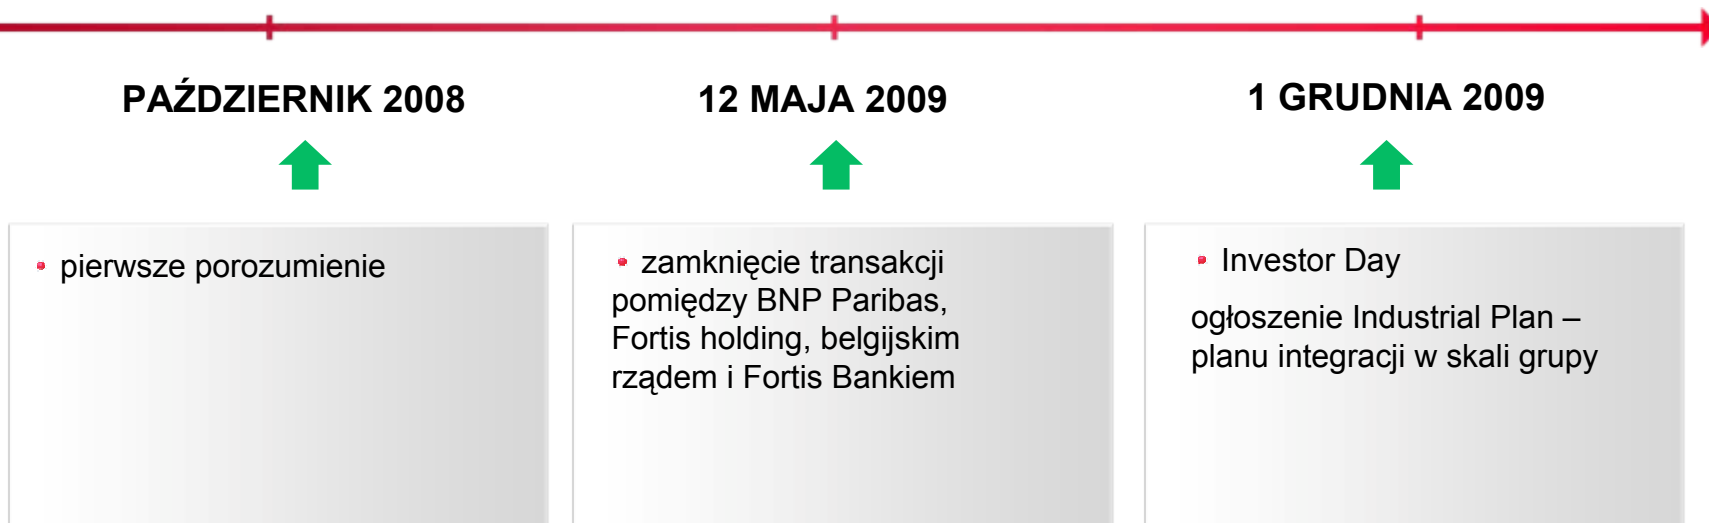 PAŹDZIERNIK 2008
12 MAJA 2009
1 GRUDNIA 2009
• pierwsze porozumienie
• zamknięcie transakcji
pomiędzy BNP Paribas,
Fortis holding, belgijskim
rządem i Fortis Bankiem
• Investor Day
ogłoszenie Industrial Plan –
planu integracji w skali grupy